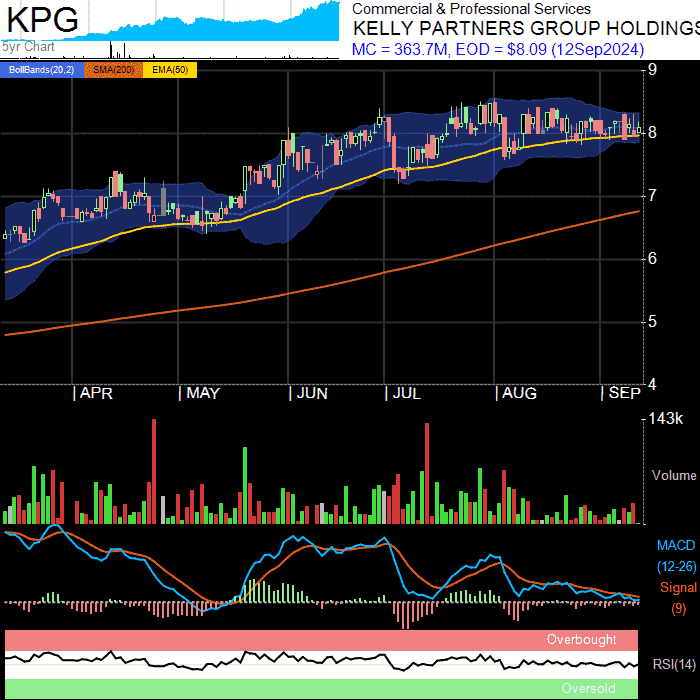 KPG
5yr Chart
Commercial & Professional Services
KELLY PARTNERS GROUP HOLDINGS
MC = 363.7M, EOD = $8.09 (12Sep2024)
BollBands(20,2) SMA(200) EMA(50)
9
8
7
6
5
4
APR MAY JUN JUL AUG SEP
143k
Volume
MACD
(12-26)
Signal
(9)
Overbought
RSI(14)
Oversold